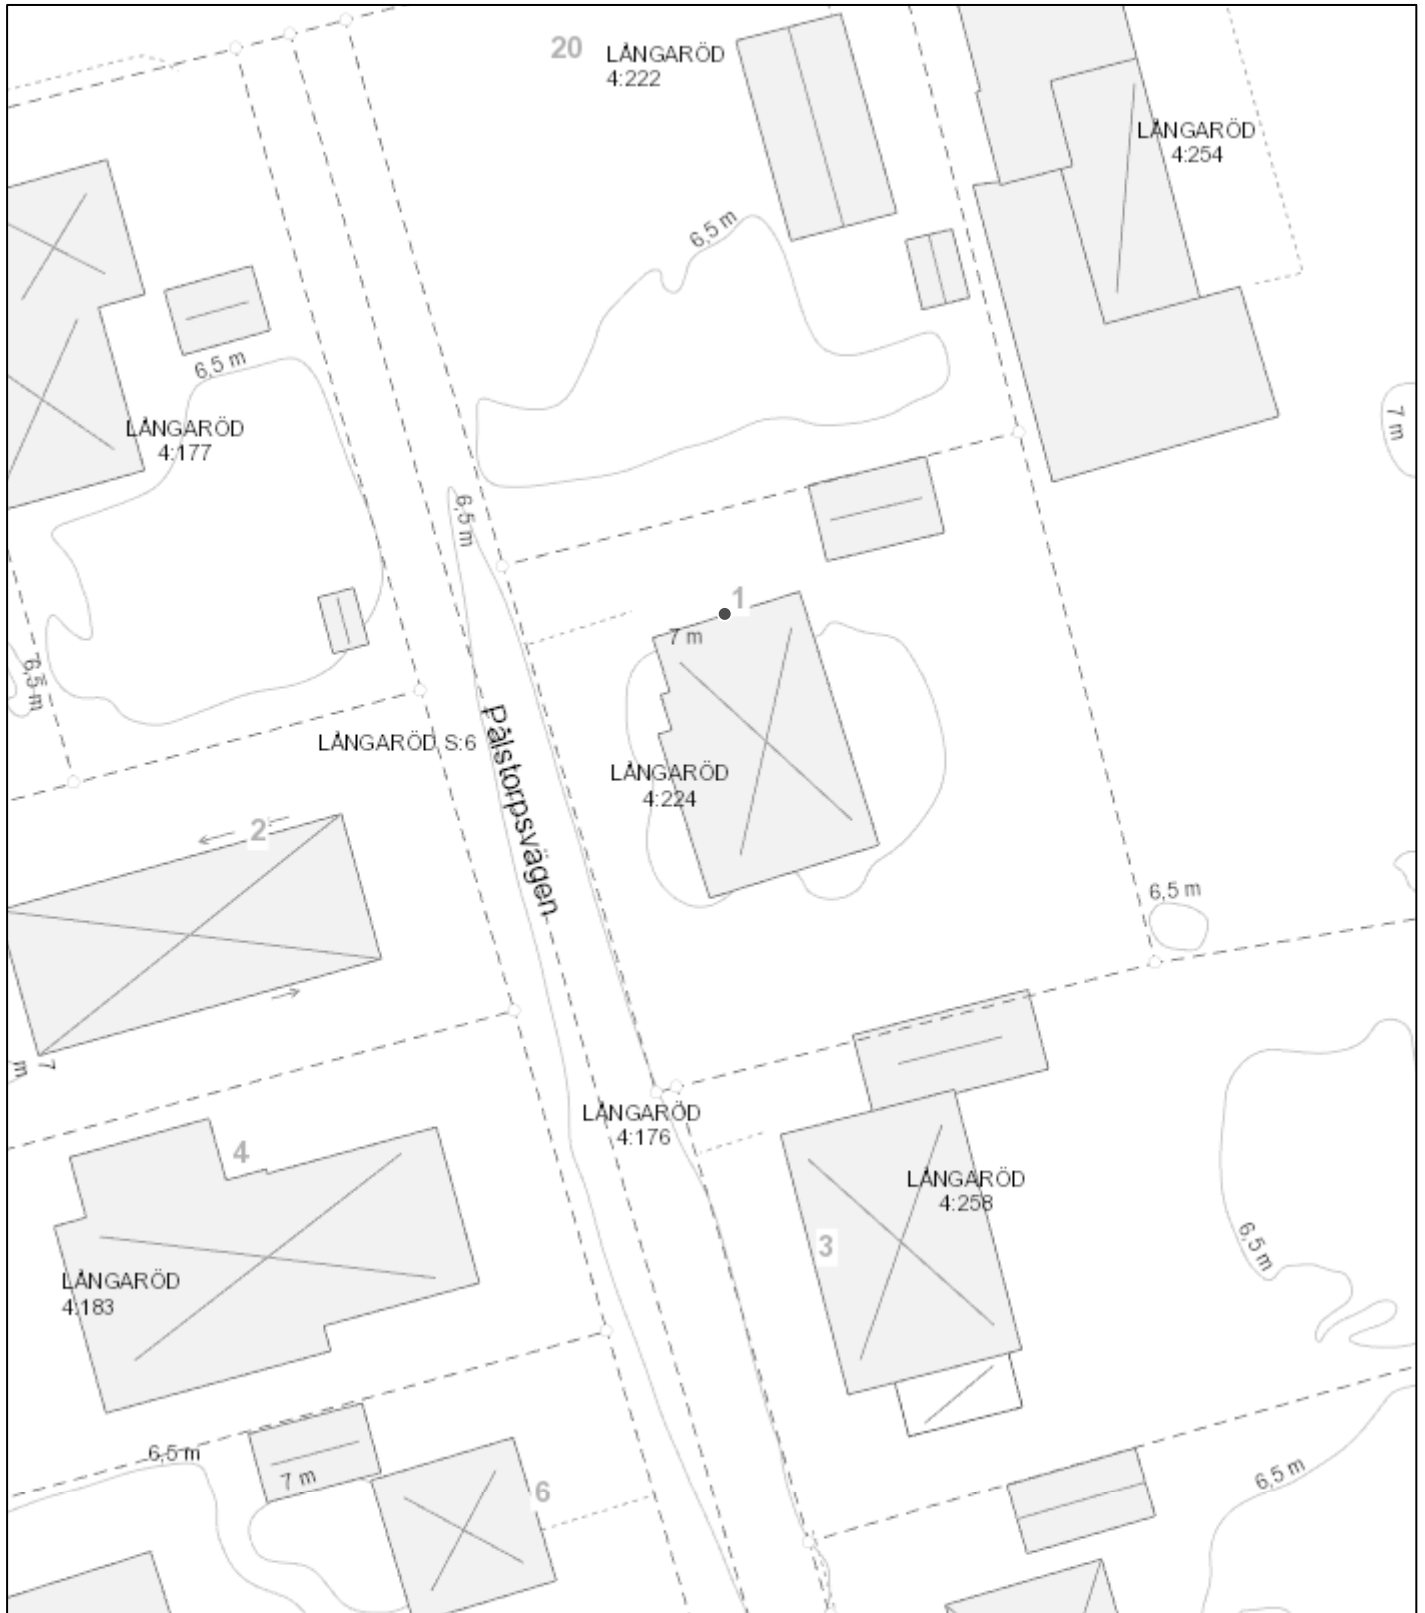 20
LÅNGARÖD
4:222
LÅNGARÖD
4:254
6,5 m
6,5 m
LÅNGARÖD
4:177
7 m
6,5 m
1
7 m
6,5 m
LÅNGARÖD S:6
Pålstorpsvägen
LÅNGARÖD
4:224
2
6,5 m
7 m
LÅNGARÖD
4:176
4
LÅNGARÖD
4:258
3
6,5 m
LÅNGARÖD
4:183
6,5 m
7 m
6
6,5 m